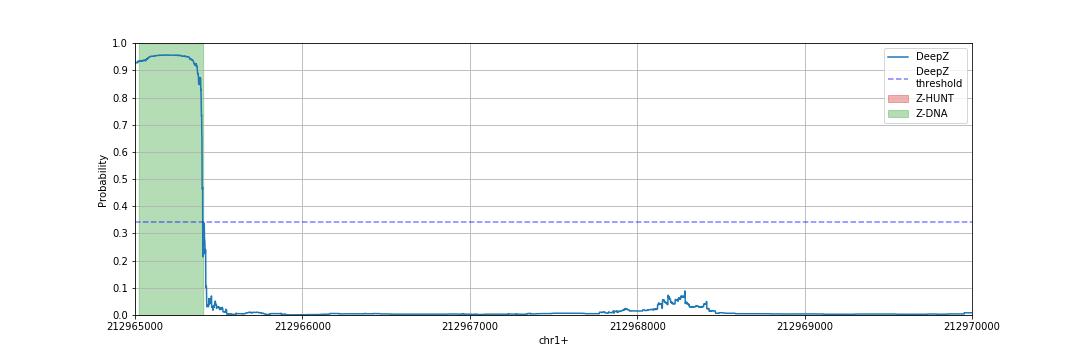 1.0
0.9
0.8
0.7
0.6
0.5
0.4
0.3
0.2
0.1
0.0
Probability
212965000 212966000 212967000 212968000 212969000 212970000
chr1+
DeepZ
DeepZ
threshold
Z-HUNT
Z-DNA